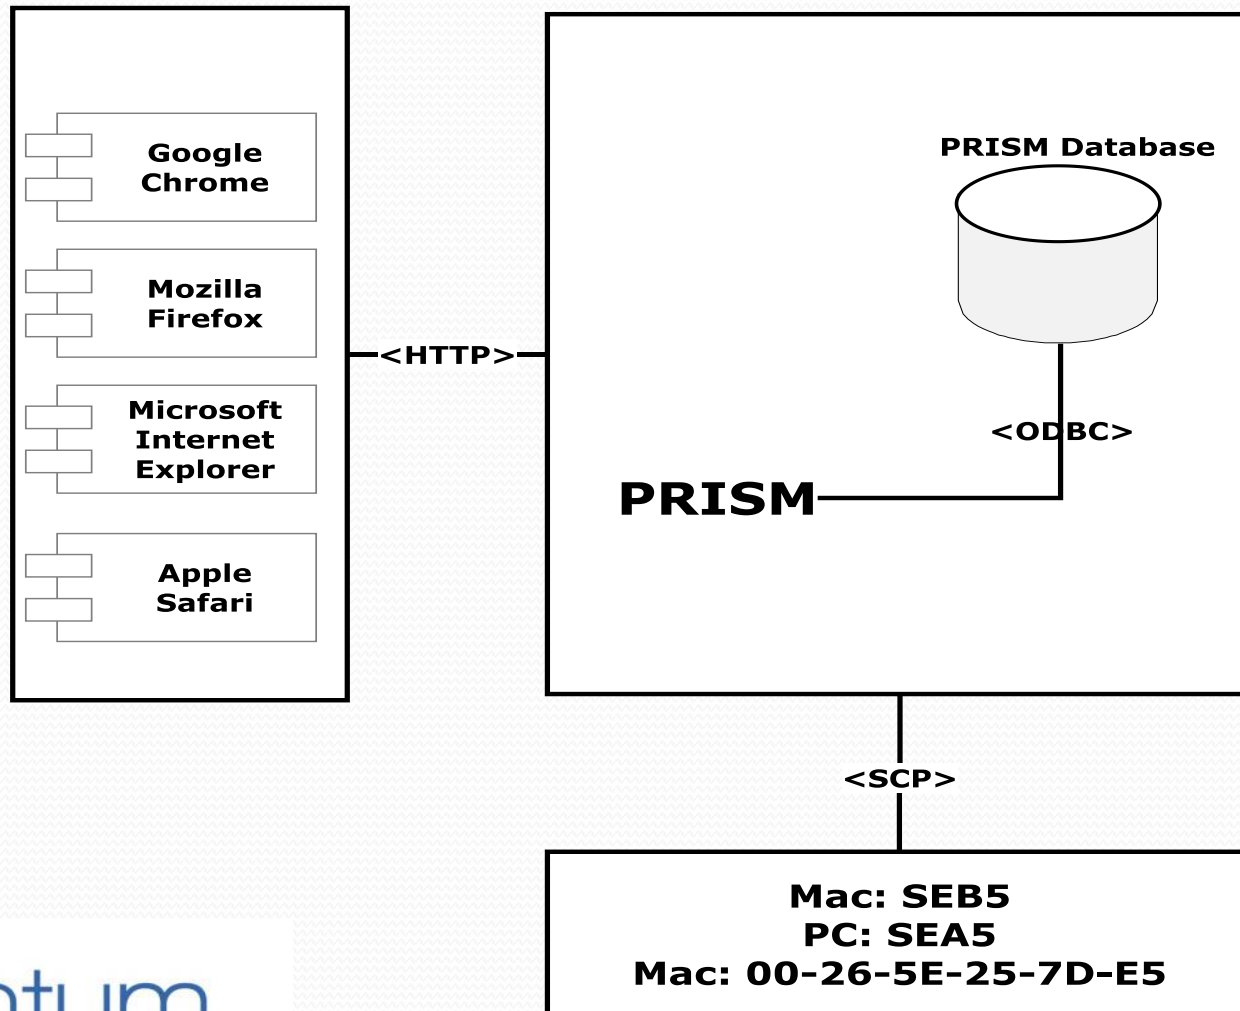 Google
Chrome
Mozilla
Firefox
Microsoft
Internet
Explorer
Apple
Safari
<HTTP>
PRISM Database
<ODBC>
PRISM
<SCP>
Mac: SEB5
PC: SEA5
Mac: 00-26-5E-25-7D-E5